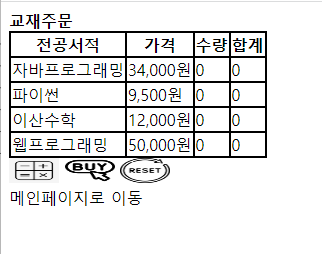 교재주문
전공서적 가격 수량 합계
자바프로그래밍 34,000원 0 0
파이썬 9,500원 0 0
이산수학 12,000원 0 0
웹프로그래밍 50,000원 0 0
BUY RESET
메인페이지로 이동